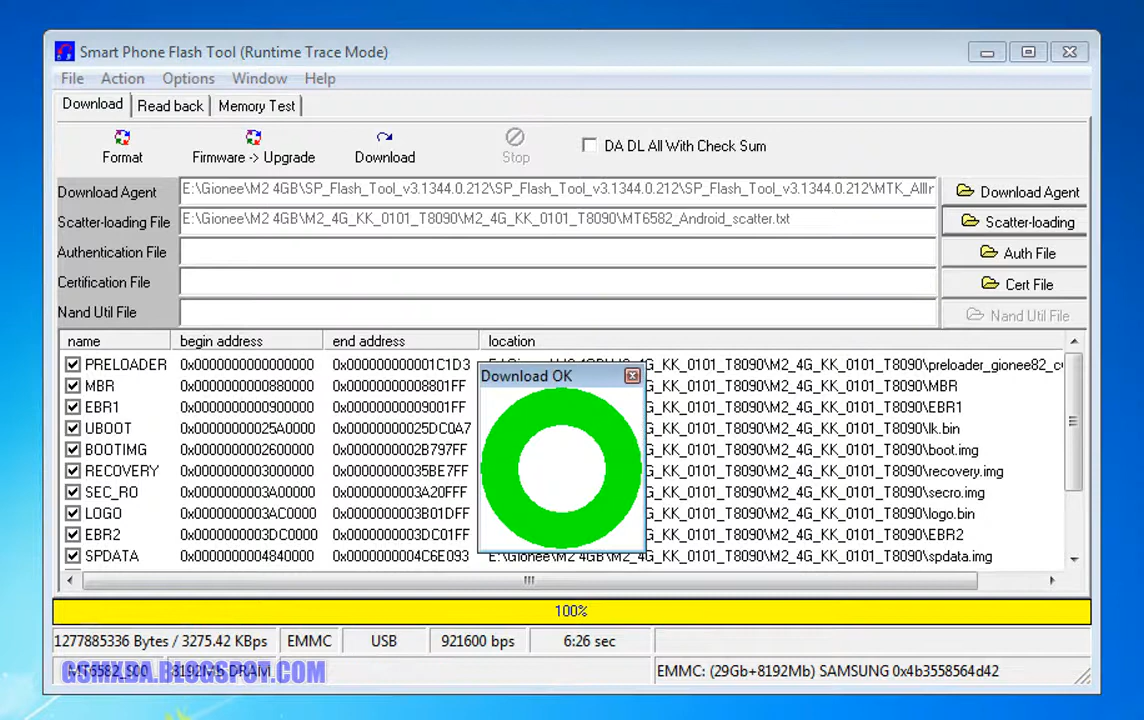 Smart Phone Flash Tool (Runtime Trace Mode)
File Action Options Window Help
Download Read back Memory Test
Format Firmware -> Upgrade Download Stop DA DL All With Check Sum
Download Agent E:\Gionee\M2 4GB\SP_Flash_Tool_v3.1344.0.212\SP_Flash_Tool_v3.1344.0.212\SP_Flash_Tool_v3.1344.0.212\MTK_AllIn Download Agent
Scatter-loading File E:\Gionee\M2 4GB\M2_4G_KK_0101_T8090\M2_4G_KK_0101_T8090\MT6582_Android_scatter.txt Scatter-loading
Authentication File Auth File
Certification File Cert File
Nand Util File Nand Util File
name begin address end address location
PRELOADER 0x0000000000000000 0x000000000001C1D3 E:\Gionee\M2 4GB\M2_4G_KK_0101_T8090\M2_4G_KK_0101_T8090\preloader_gionee82_c
Download OK
MBR 0x0000000000880000 0x00000000008801FF G_KK_0101_T8090\M2_4G_KK_0101_T8090\MBR
EBR1 0x0000000000900000 0x00000000009001FF G_KK_0101_T8090\M2_4G_KK_0101_T8090\EBR1
UBOOT 0x00000000025A0000 0x00000000025DC0A7 G_KK_0101_T8090\M2_4G_KK_0101_T8090\lk.bin
BOOTIMG 0x0000000002600000 0x0000000002B797FF G_KK_0101_T8090\M2_4G_KK_0101_T8090\boot.img
RECOVERY 0x0000000003000000 0x00000000035BE7FF G_KK_0101_T8090\M2_4G_KK_0101_T8090\recovery.img
SEC_RO 0x0000000003A00000 0x0000000003A20FFF G_KK_0101_T8090\M2_4G_KK_0101_T8090\secro.img
LOGO 0x0000000003AC0000 0x0000000003B01DFF G_KK_0101_T8090\M2_4G_KK_0101_T8090\logo.bin
EBR2 0x0000000003DC0000 0x0000000003DC01FF G_KK_0101_T8090\M2_4G_KK_0101_T8090\EBR2
SPDATA 0x0000000004840000 0x0000000004C6E093 E:\Gionee\M2 4GB\M2_4G_KK_0101_T8090\M2_4G_KK_0101_T8090\spdata.img
100%
1277885336 Bytes / 3275.42 KBps EMMC USB 921600 bps 6:26 sec
MT6582_S00 8192Mb DRAM EMMC: (29Gb+8192Mb) SAMSUNG 0x4b3558564d42
GSMXDA.BLOGSPOT.COM